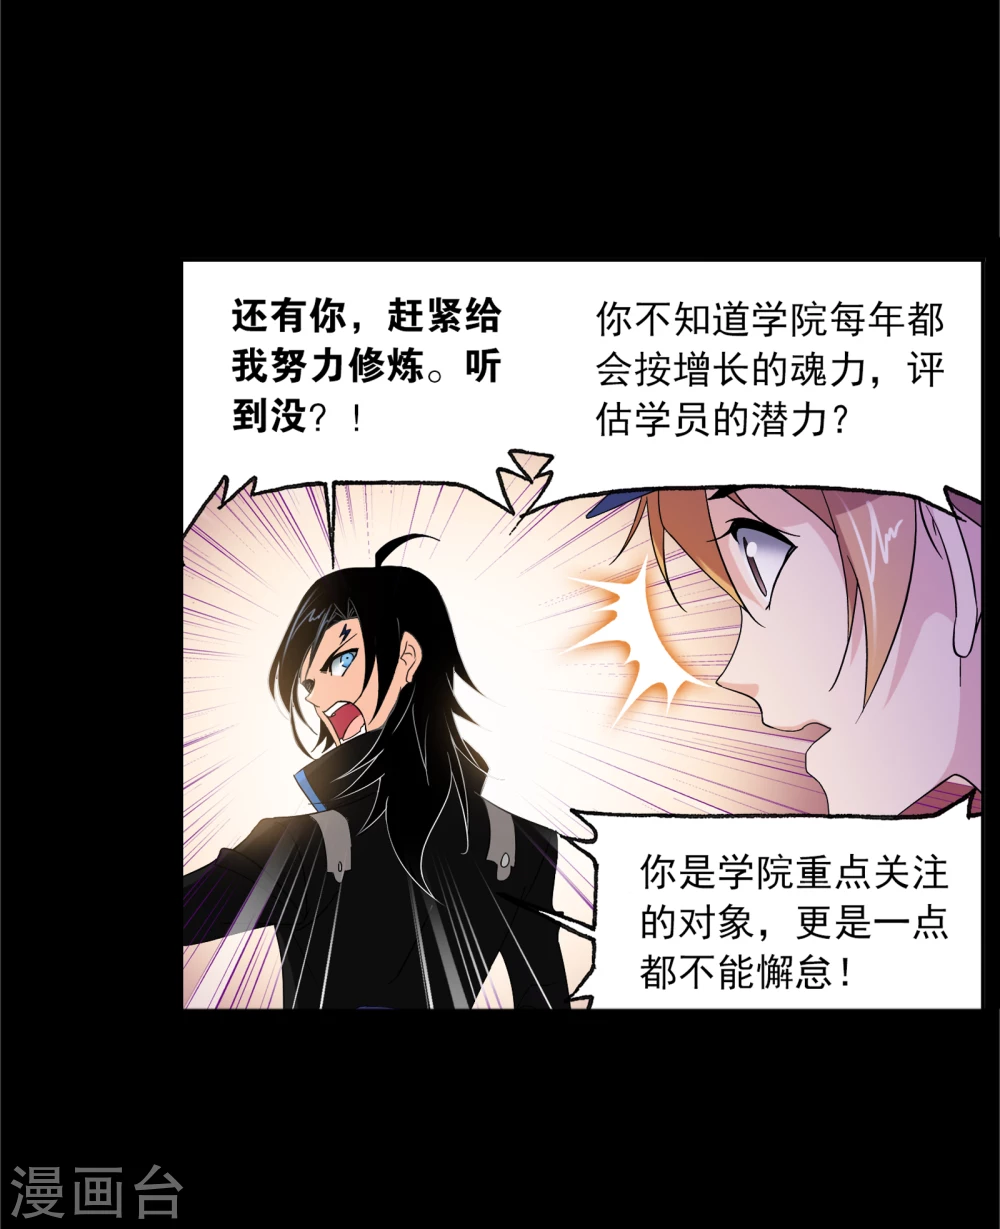 还有你，赶紧给
我努力修炼。听
到没？！
你不知道学院每年都
会按增长的魂力，评
估学员的潜力？
你是学院重点关注
的对象，更是一点
都不能懈怠！
漫画台